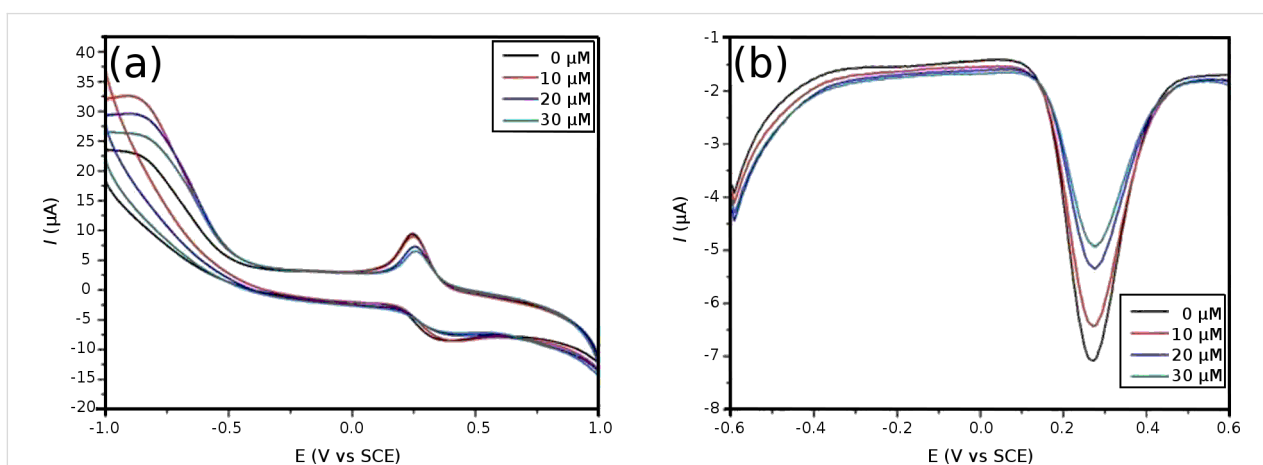 (a)
40
35
30
25
20
15
10
5
0
-5
-10
-15
-20
-1.0 -0.5 0.0 0.5 1.0
I (µA)
E (V vs SCE)
0 µM
10 µM
20 µM
30 µM
(b)
-1
-2
-3
-4
-5
-6
-7
-8
-0.6 -0.4 -0.2 0.0 0.2 0.4 0.6
I (µA)
E (V vs SCE)
0 µM
10 µM
20 µM
30 µM